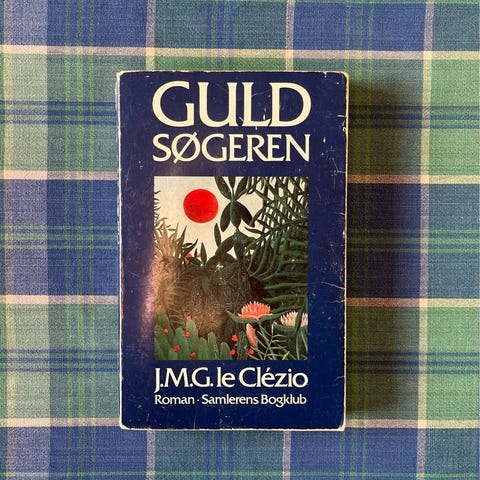 GULD
SØGEREN
J.M.G. le Clézio
Roman · Samlerens Bogklub